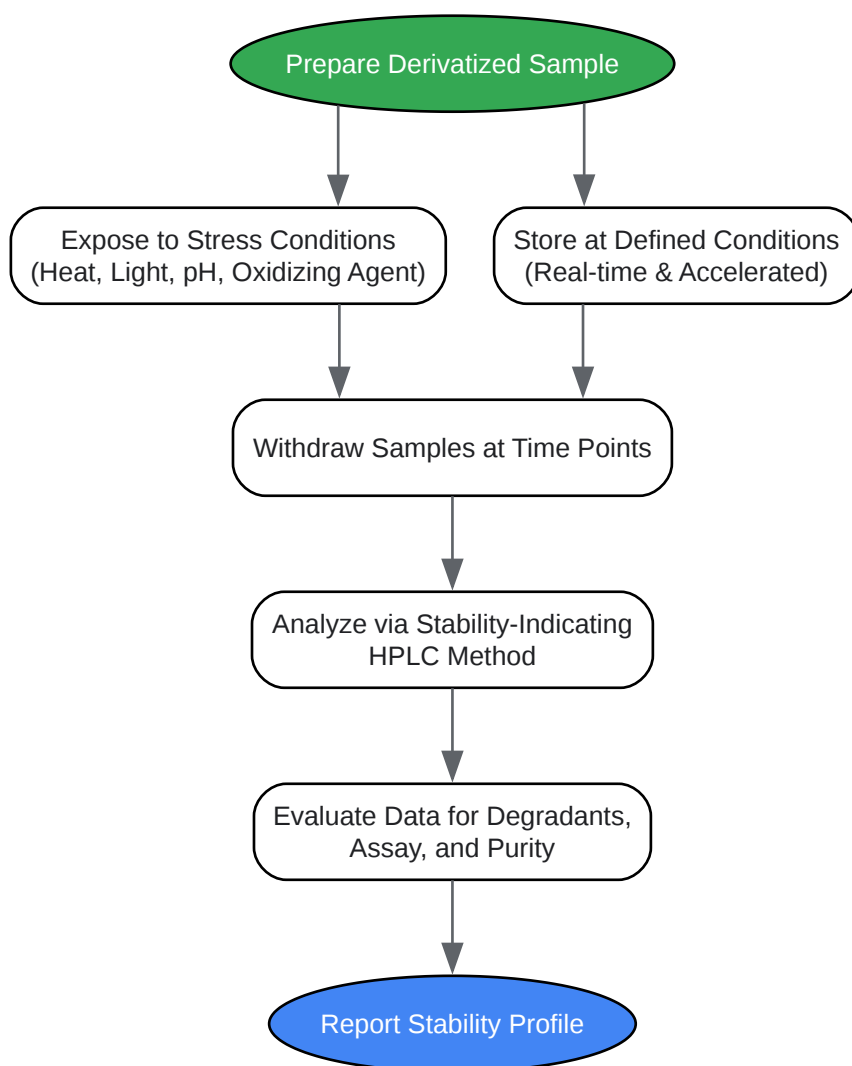 Prepare Derivatized Sample
Expose to Stress Conditions
(Heat, Light, pH, Oxidizing Agent)
Store at Defined Conditions
(Real-time & Accelerated)
Withdraw Samples at Time Points
Analyze via Stability-Indicating
HPLC Method
Evaluate Data for Degradants,
Assay, and Purity
Report Stability Profile